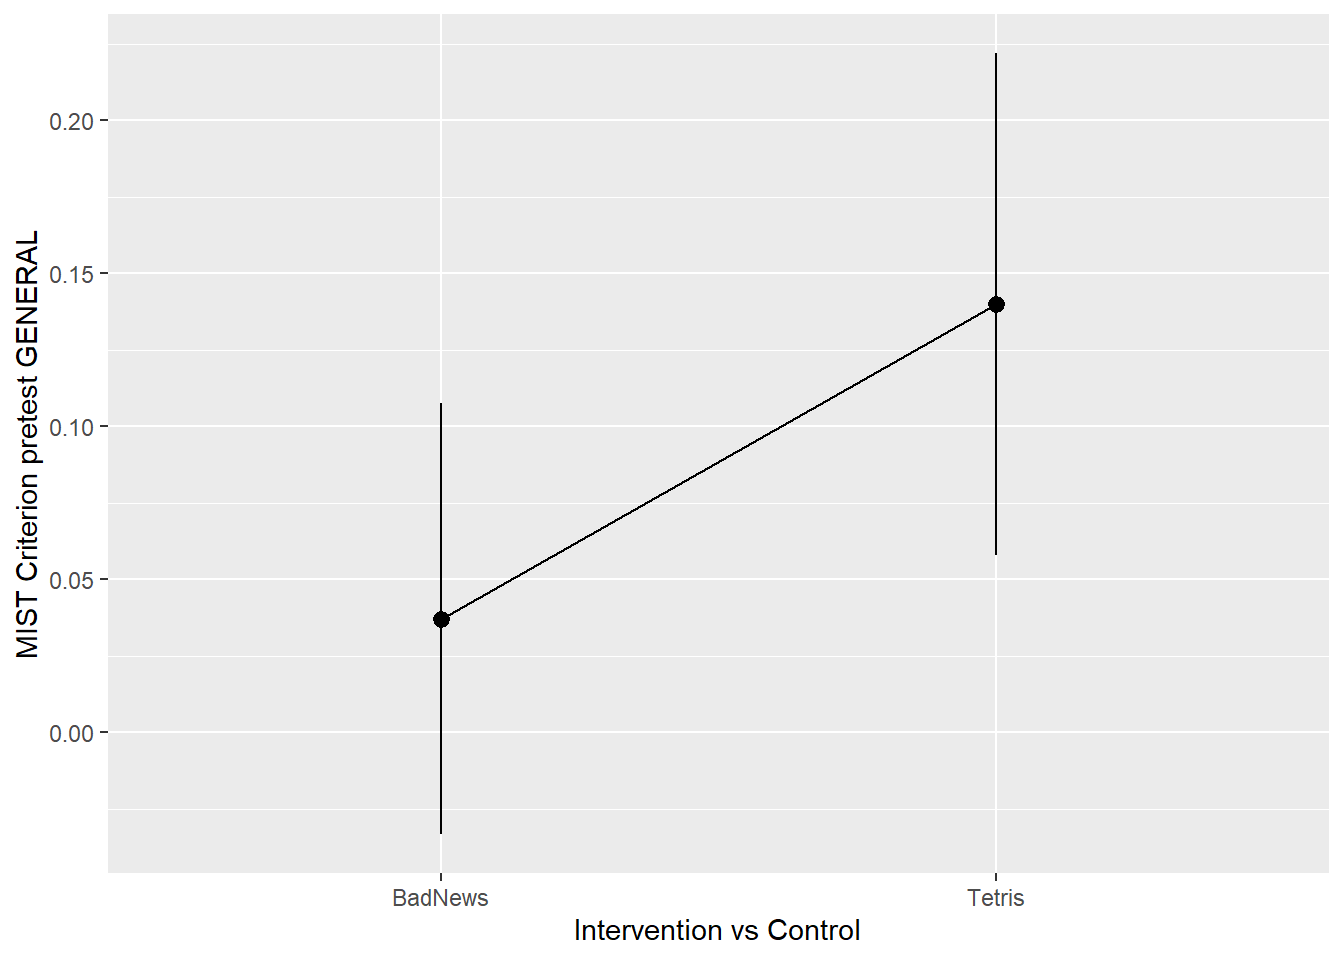 MIST Criterion pretest GENERAL
0.20
0.15
0.10
0.05
0.00
BadNews
Tetris
Intervention vs Control